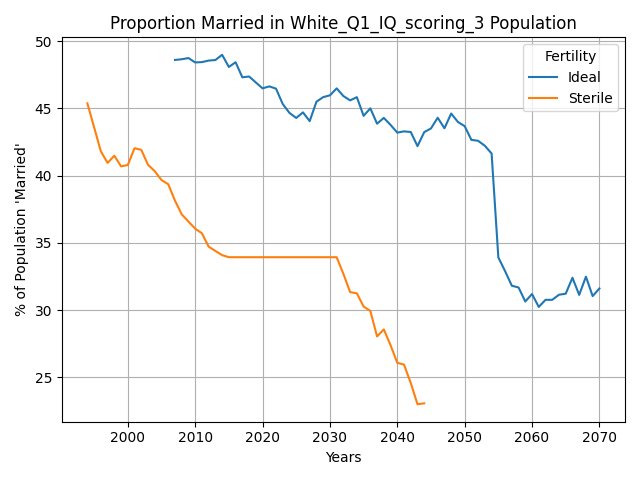 Proportion Married in White_Q1_IQ_scoring_3 Population
% of Population 'Married'
50
45
40
35
30
25
Fertility
Ideal
Sterile
2000 2010 2020 2030 2040 2050 2060 2070
Years